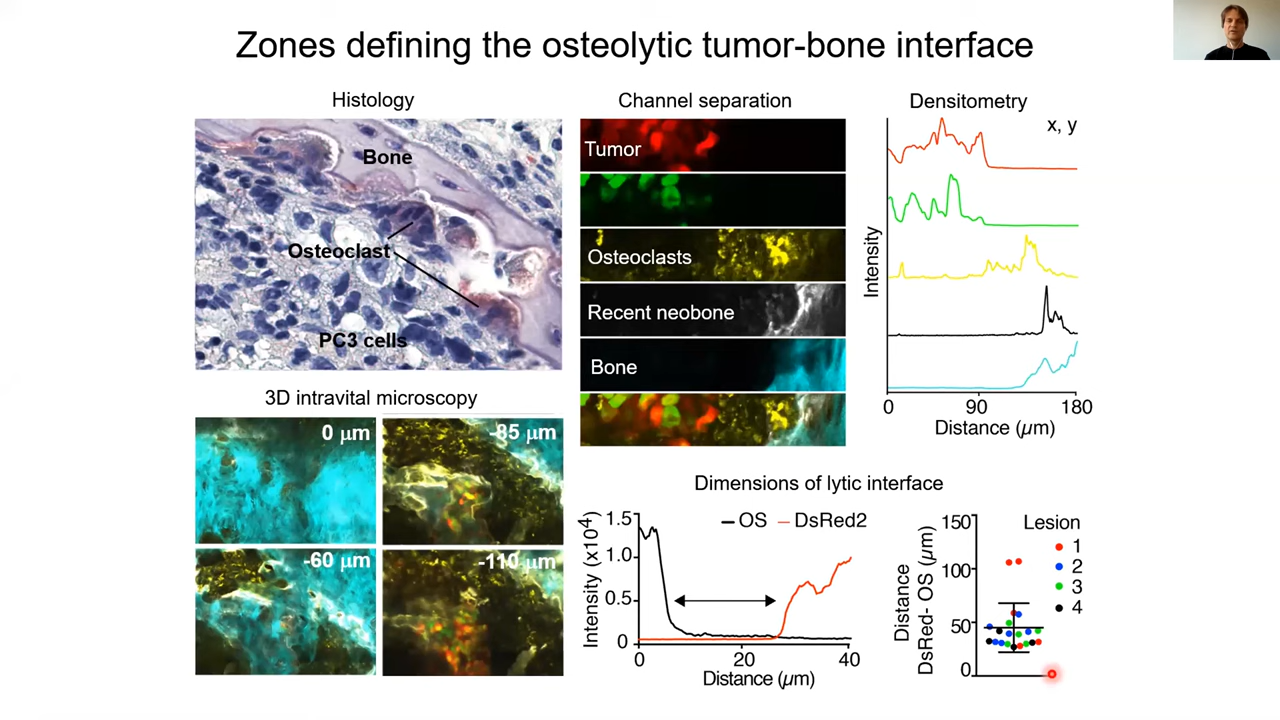 Zones defining the osteolytic tumor-bone interface
Histology
Bone
Osteoclast
PC3 cells
3D intravital microscopy
0 µm
-85 µm
-60 µm
-110 µm
Channel separation
Tumor
Osteoclasts
Recent neobone
Bone
Densitometry
x, y
Intensity
0 90 180
Distance (µm)
Dimensions of lytic interface
OS DsRed2
Intensity (x10⁴)
1.5
1.0
0.5
0
0 20 40
Distance (µm)
Distance
DsRed- OS (µm)
150
100
50
0
Lesion
1
2
3
4